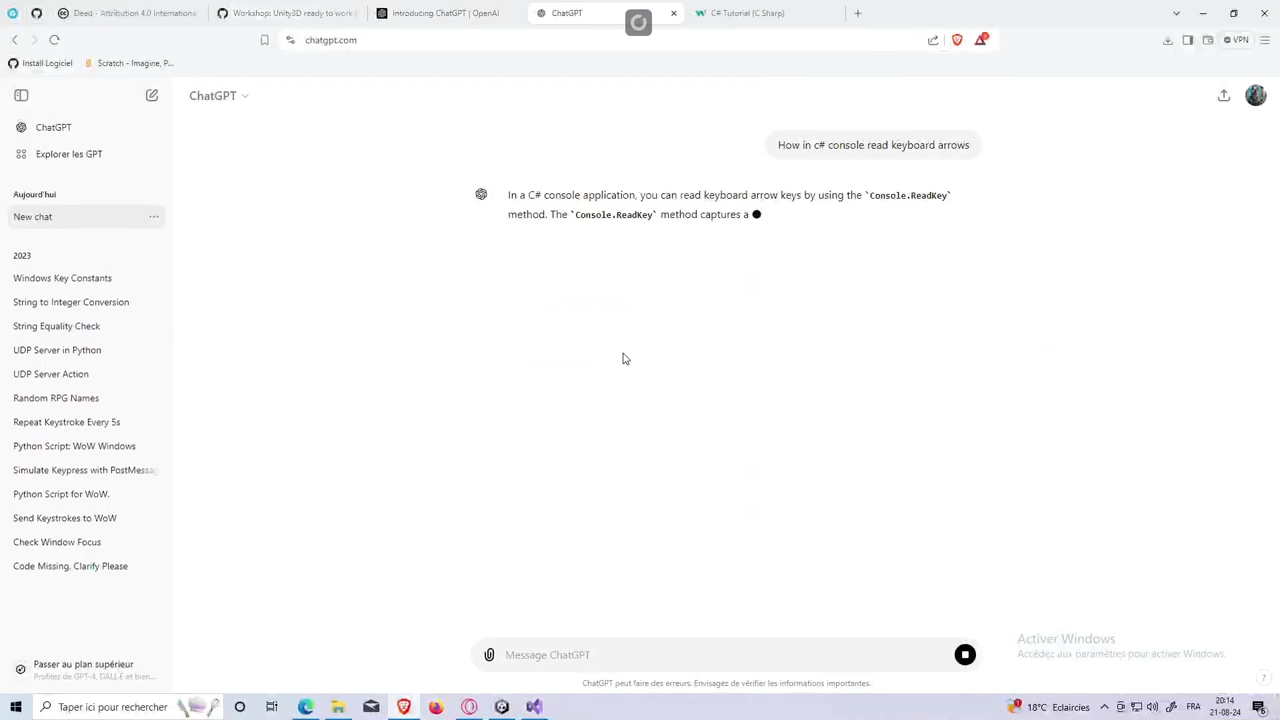 Deed - Attribution 4.0 Internationa
Workshop: Unity3D ready to work
Introducing ChatGPT | OpenAI
ChatGPT
C# Tutorial (C Sharp)
chatgpt.com
VPN
Install Logiciel
Scratch - Imagine, P...
ChatGPT
ChatGPT
Explorer les GPT
How in c# console read keyboard arrows
Aujourd'hui
New chat
In a C# console application, you can read keyboard arrow keys by using the `Console.ReadKey`
method. The `Console.ReadKey` method captures a
2023
Windows Key Constants
String to Integer Conversion
String Equality Check
UDP Server in Python
UDP Server Action
Random RPG Names
Repeat Keystroke Every 5s
Python Script: WoW Windows
Simulate Keypress with PostMessag
Python Script for WoW.
Send Keystrokes to WoW
Check Window Focus
Code Missing, Clarify Please
Passer au plan supérieur
Profitez de GPT-4, DALL·E et bien...
Message ChatGPT
ChatGPT peut faire des erreurs. Envisagez de vérifier les informations importantes.
Activer Windows
Accédez aux paramètres pour activer Windows.
?
Taper ici pour rechercher
18°C Eclaircies
FRA
20:14
21-08-24